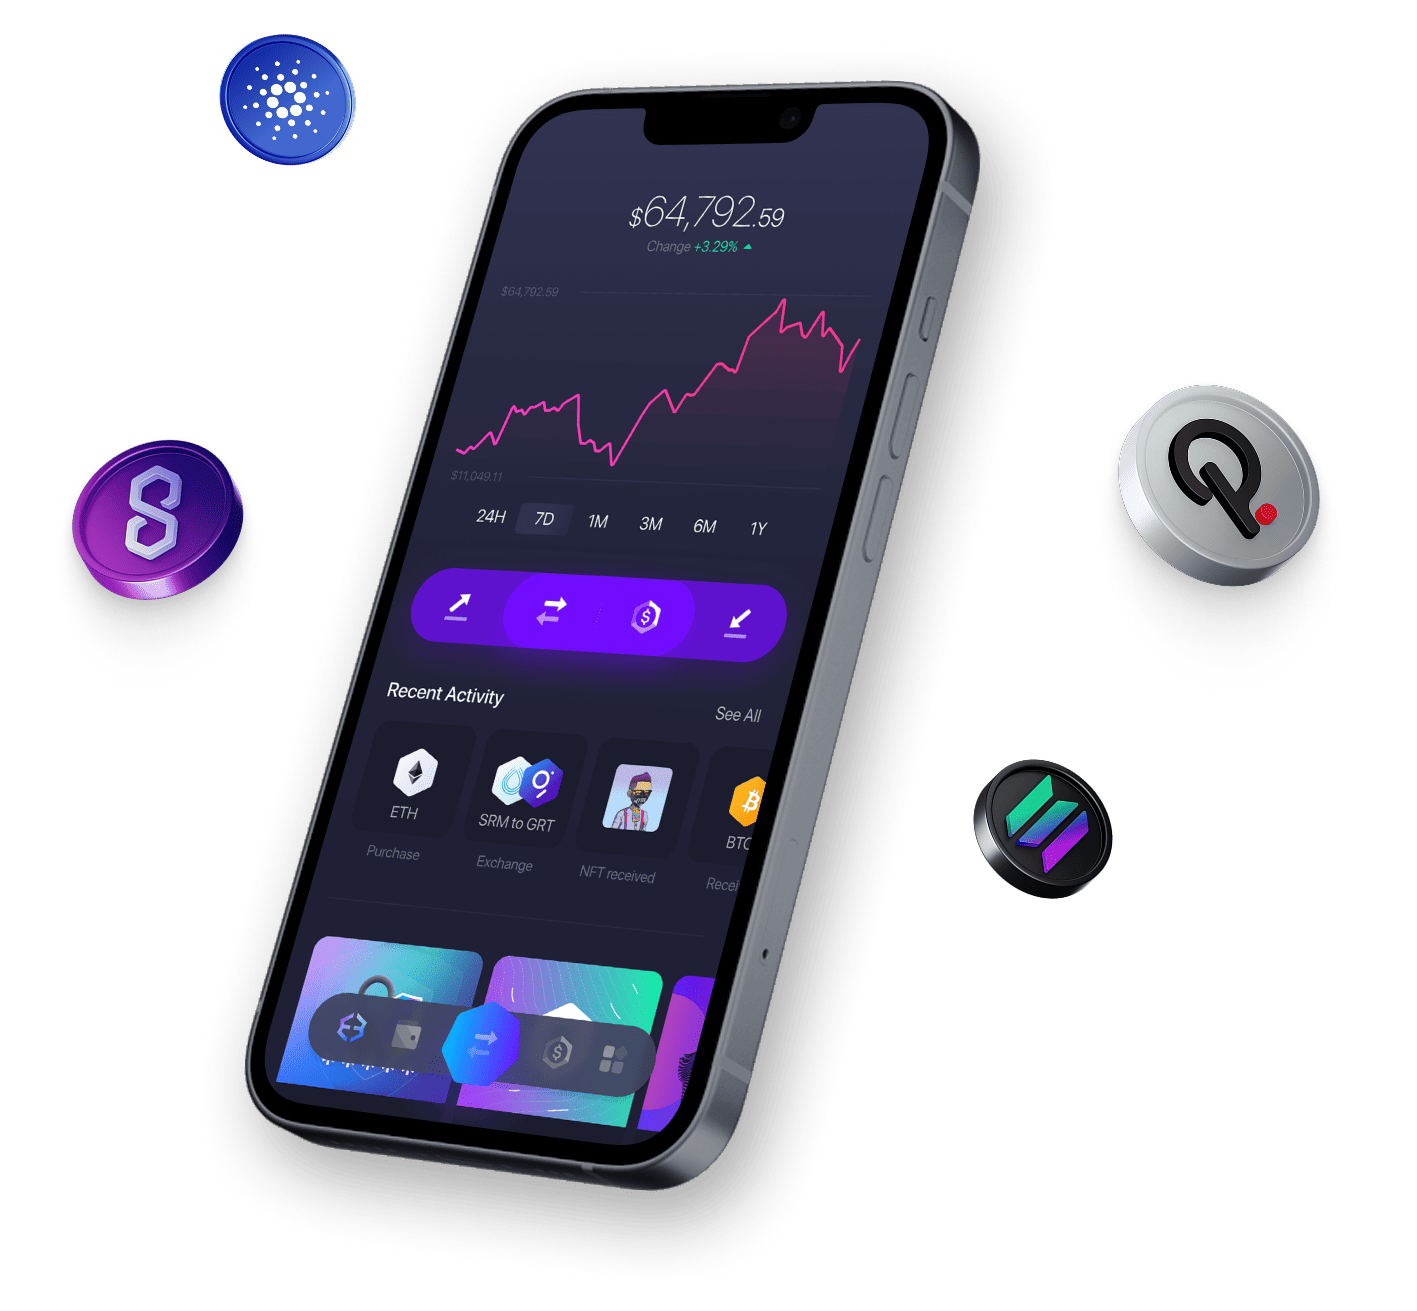 $64,792.59
Change +3.29%
$64,792.59
$11,049.11
24H 7D 1M 3M 6M 1Y
Recent Activity
See All
ETH
SRM to GRT
BTC
Purchase
Exchange
NFT received
Recei